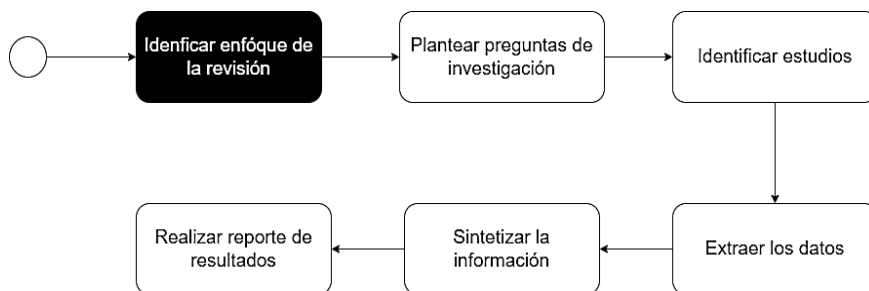 Idenficar enfóque de
la revisión
Plantear preguntas de
investigación
Identificar estudios
Extraer los datos
Sintetizar la
información
Realizar reporte de
resultados